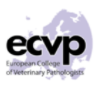 ecvp
European College
of Veterinary Pathologists